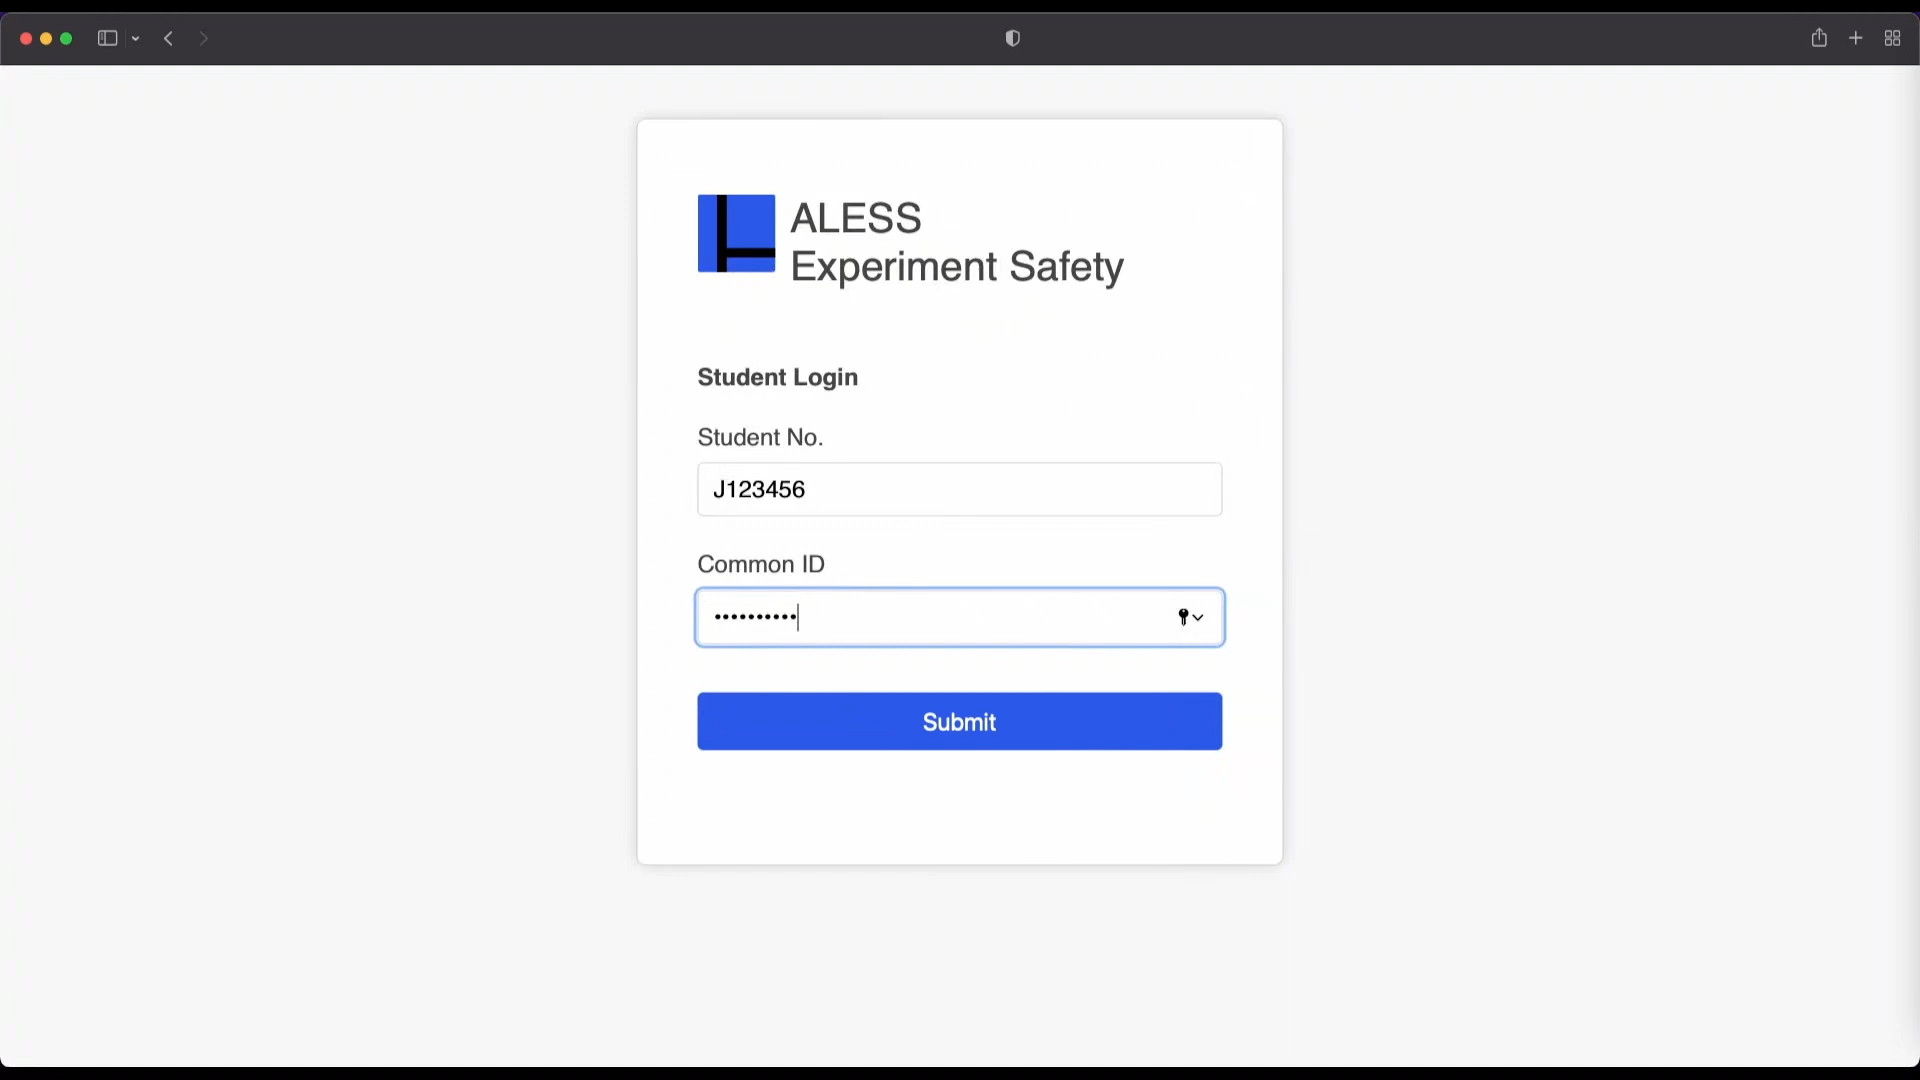 ALESS
Experiment Safety
Student Login
Student No.
J123456
Common ID
••••••••••
Submit